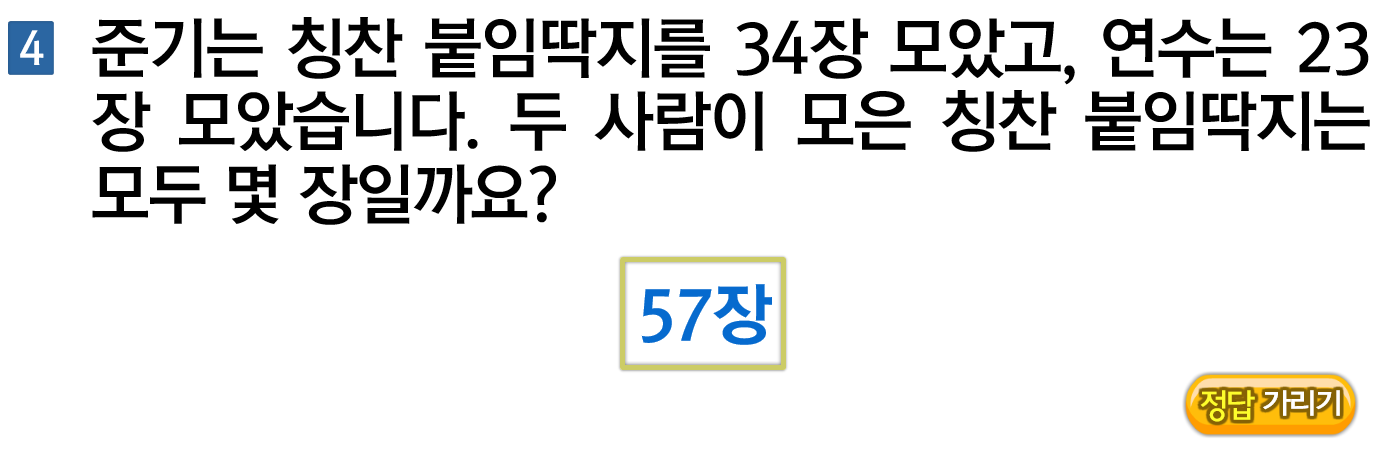 4 준기는 칭찬 붙임딱지를 34장 모았고, 연수는 23
장 모았습니다. 두 사람이 모은 칭찬 붙임딱지는
모두 몇 장일까요?
57장
정답 가리기